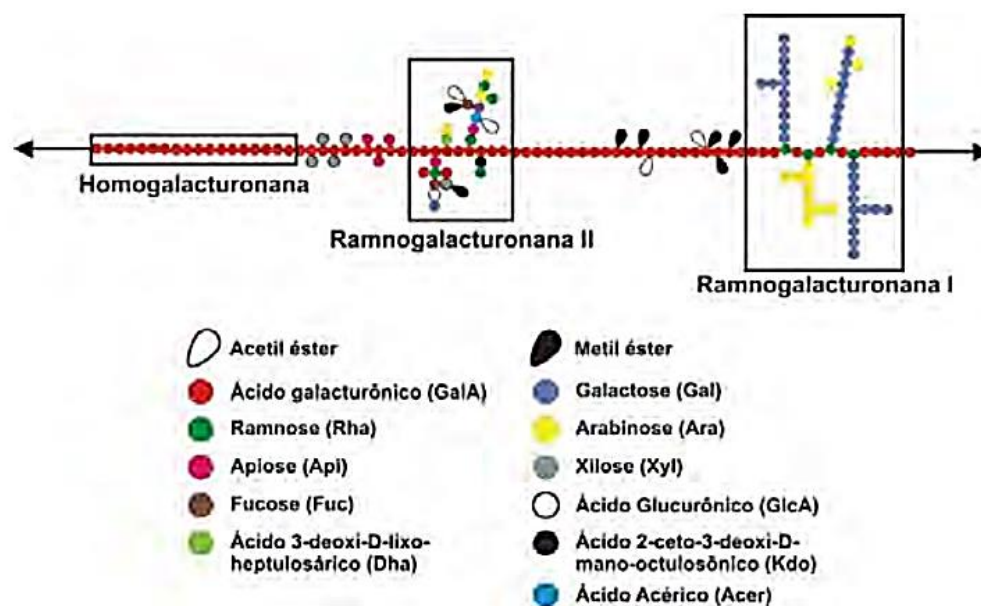 Homogalacturonana
Ramnogalacturonana II
Ramnogalacturonana I
Acetil éster
Ácido galacturônico (GalA)
Ramnose (Rha)
Apiose (Api)
Fucose (Fuc)
Ácido 3-deoxi-D-lixo-
heptulosárico (Dha)
Metil éster
Galactose (Gal)
Arabinose (Ara)
Xilose (Xyl)
Ácido Glucurônico (GlcA)
Ácido 2-ceto-3-deoxi-D-
mano-octulosônico (Kdo)
Ácido Acérico (Acer)